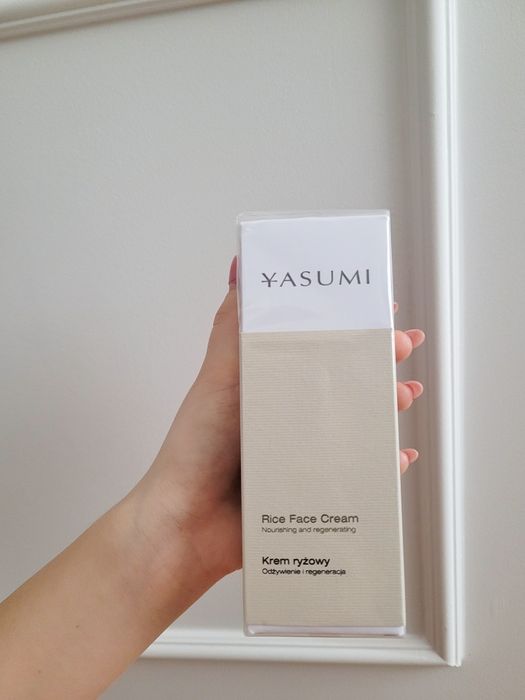 YASUMI
Rice Face Cream
Nourishing and regenerating
Krem ryżowy
Odżywienie i regeneracja